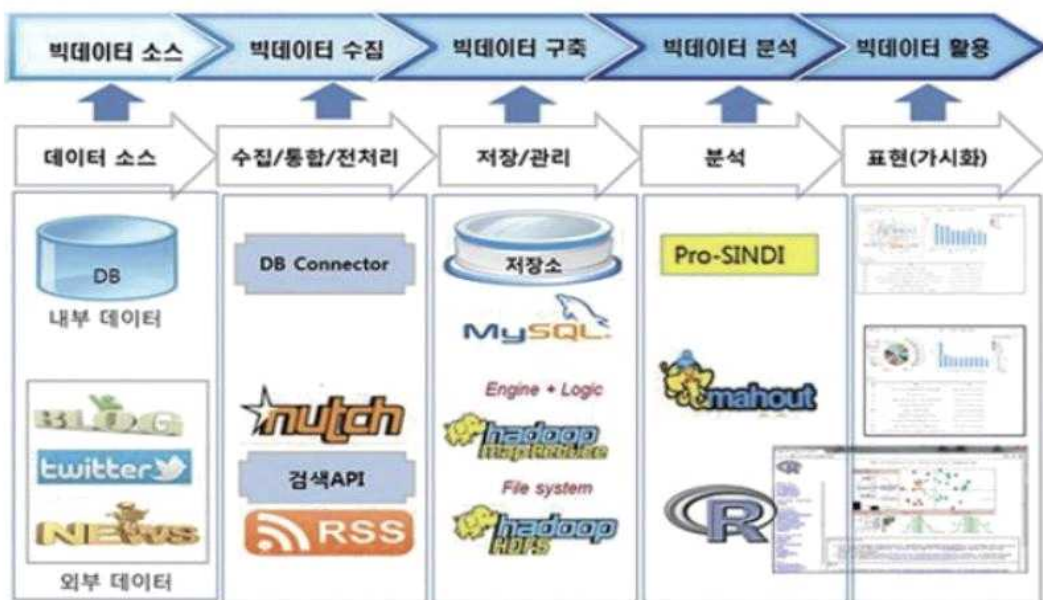 빅데이터 소스
빅데이터 수집
빅데이터 구축
빅데이터 분석
빅데이터 활용
데이터 소스
수집/통합/전처리
저장/관리
분석
표현(가시화)
DB
내부 데이터
BLOG
twitter
NEWS
외부 데이터
DB Connector
nutch
검색API
RSS
저장소
MySQL
Engine + Logic
hadoop
MapReduce
File system
hadoop
HDFS
Pro-SINDI
mahout
R
R